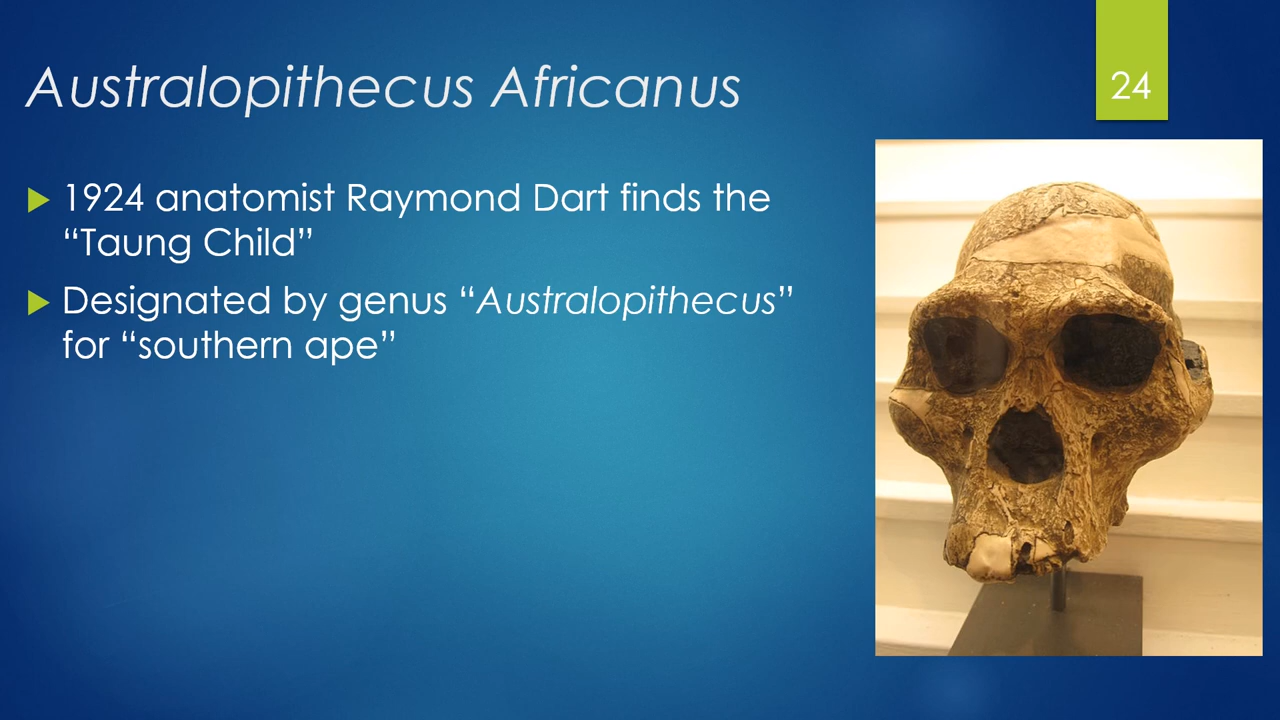 Australopithecus Africanus
24
1924 anatomist Raymond Dart finds the
“Taung Child”
Designated by genus “Australopithecus”
for “southern ape”